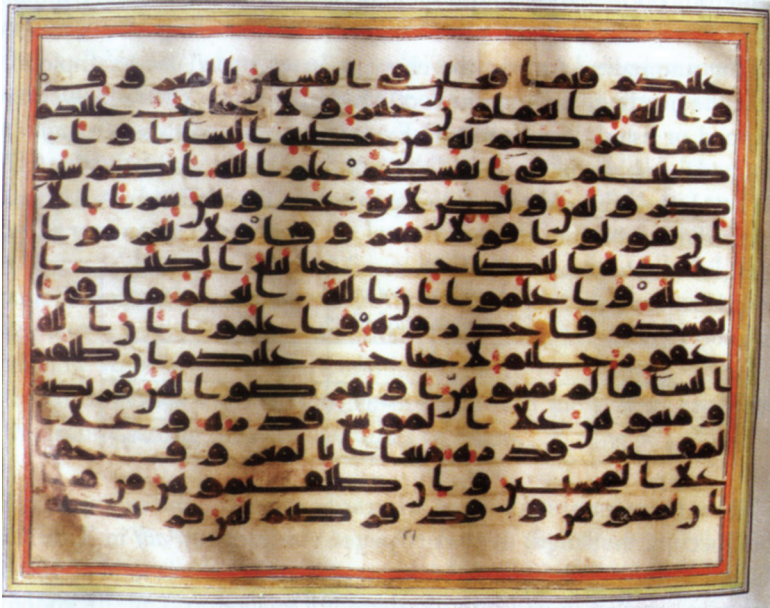 عليكم فيما فعلن في انفسهن بالمعروف
والله بما تعملون خبير ولا جناح عليكم
فيما عرضتم به من خطبة النسا او ا
كننتم في انفسكم علم الله انكم ستذ
كرونهن ولكن لا توعدوهن سرا الا
ان تقولوا قولا معروفا ولا تعزموا
عقدة النكاح حتى يبلغ الكتب ا
جله واعلموا ان الله يعلم ما في ا
نفسكم فاحذروه واعلموا ان الله
غفور حليم لا جناح عليكم ان طلقتم
النسا ما لم تمسوهن او تفرضوا لهن فريضة
ومتعوهن على الموسع قدره وعلى ا
لمقتر قدره متاعا بالمعروف حقا
على المحسنين وان طلقتموهن من قبل
ان تمسوهن وقد فرضتم لهن فريضة